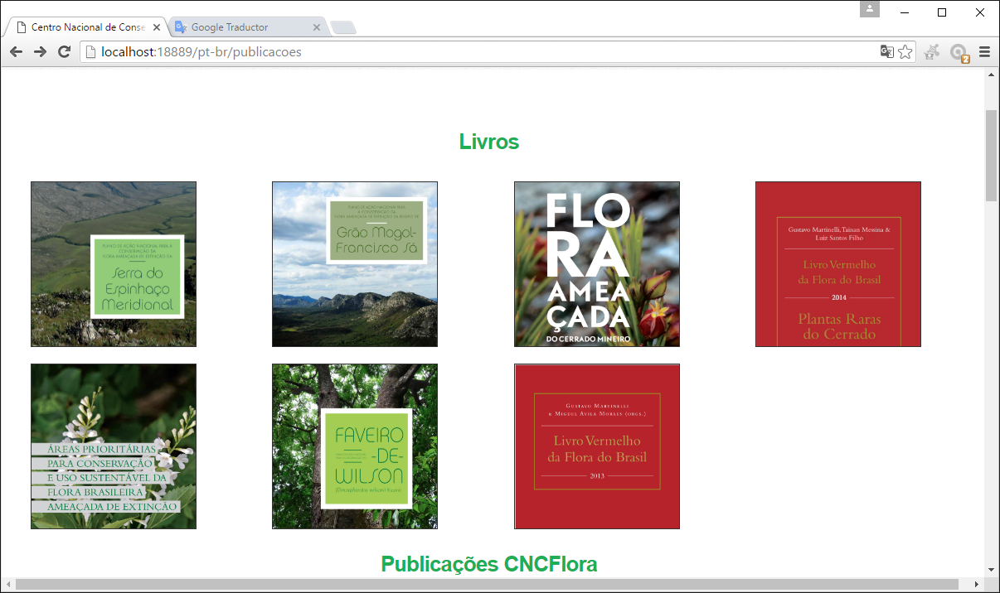 Centro Nacional de Conse
Google Traductor
localhost:18889/pt-br/publicacoes
2
Livros
PLANO DE AÇÃO NACIONAL PARA A
CONSERVAÇÃO DA
FLORA AMEAÇADA DE EXTINÇÃO DA
Serra do
Espinhaço
Meridional
PLANO DE AÇÃO NACIONAL PARA
A CONSERVAÇÃO DA
FLORA AMEAÇADA DE EXTINÇÃO DA REGIÃO DE
Grão Mogol-
Francisco Sá
FLO
RA
AMEA
ÇADA
DO CERRADO MINEIRO
Gustavo Martinelli, Tainan Messina &
Luiz Santos Filho
Livro Vermelho
da Flora do Brasil
2014
Plantas Raras
do Cerrado
ÁREAS PRIORITÁRIAS
PARA CONSERVAÇÃO
E USO SUSTENTÁVEL DA
FLORA BRASILEIRA
AMEAÇADA DE EXTINÇÃO
FAVEIRO
-DE-
WILSON
Gustavo Martinelli
& Miguel Avila Moraes (orgs.)
Livro Vermelho
da Flora do Brasil
2013
Publicações CNCFlora